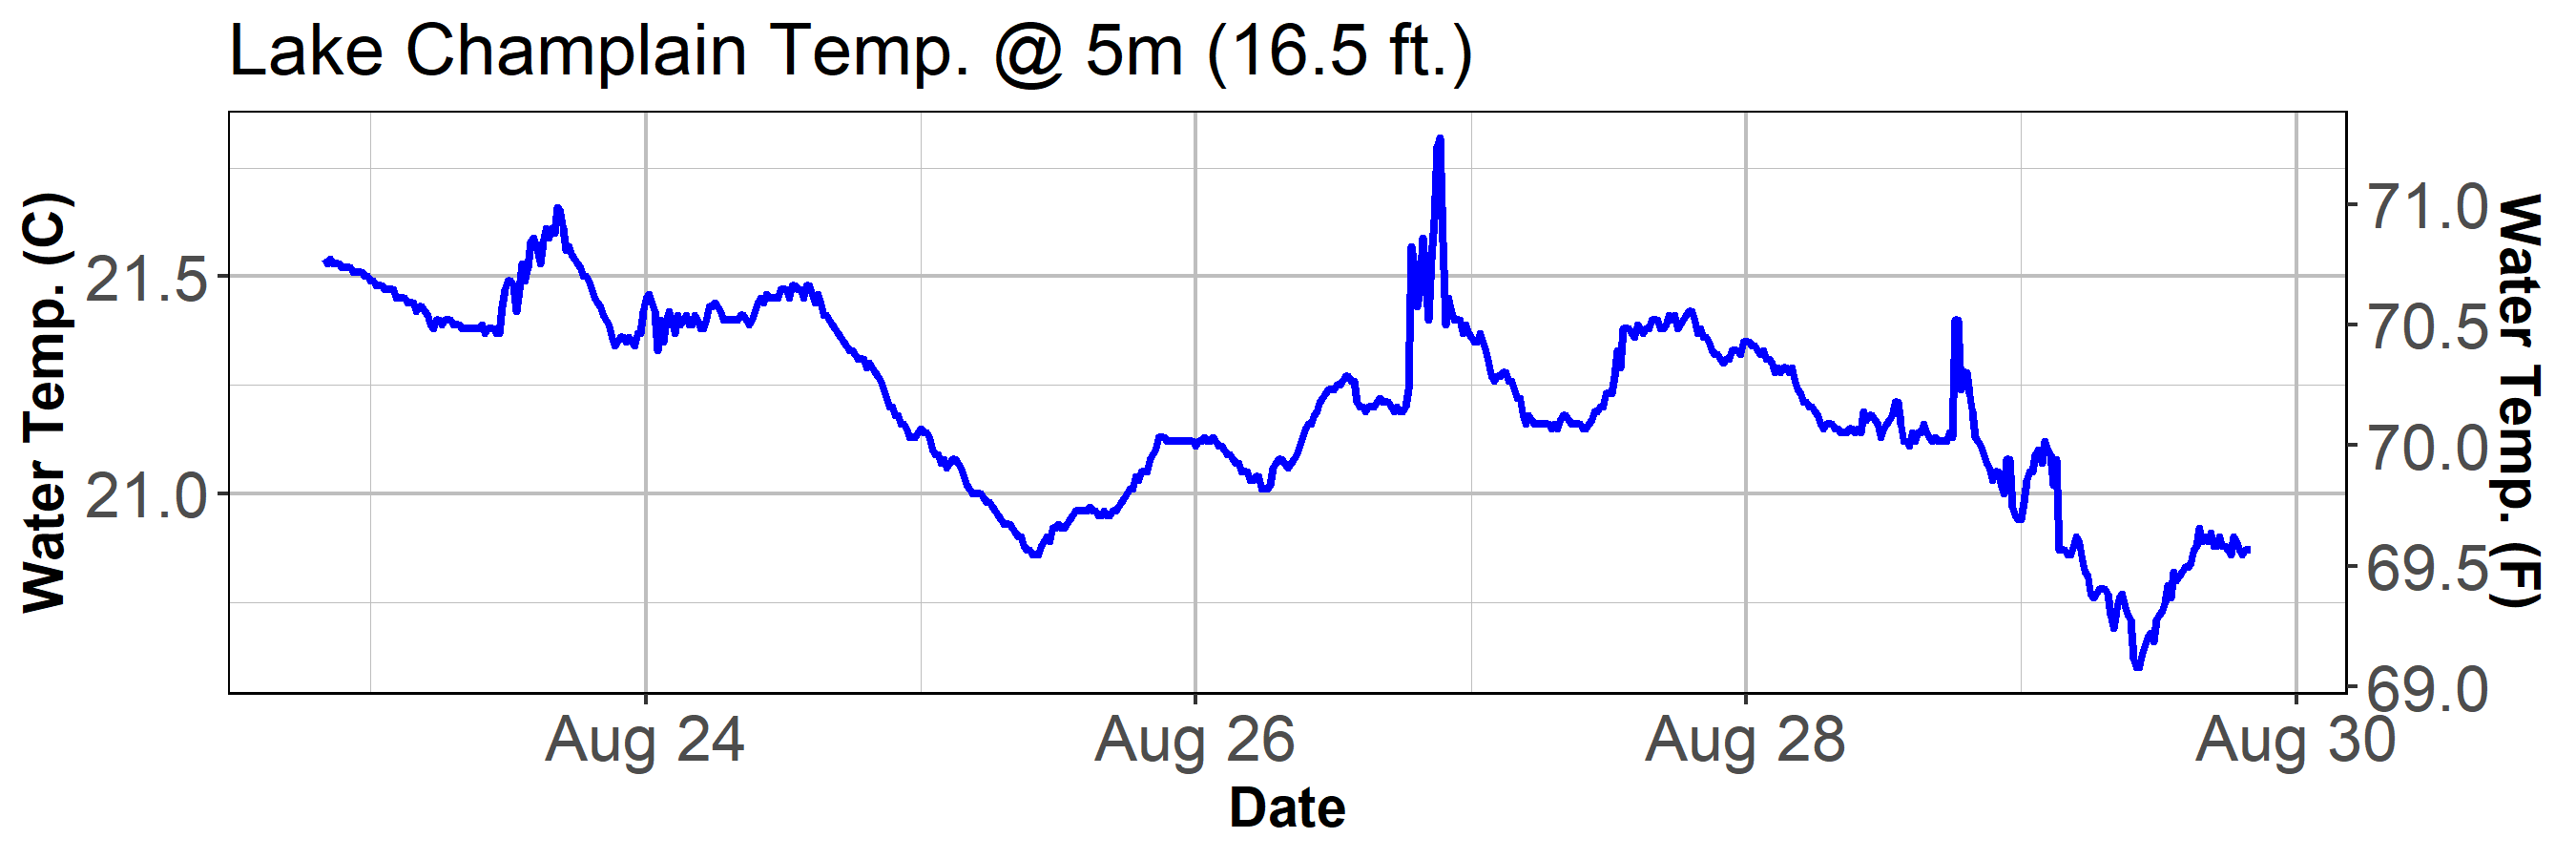 Lake Champlain Temp. @ 5m (16.5 ft.)
Water Temp. (C)
21.5
21.0
71.0
70.5
70.0
69.5
69.0
Water Temp. (F)
Aug 24
Aug 26
Aug 28
Aug 30
Date